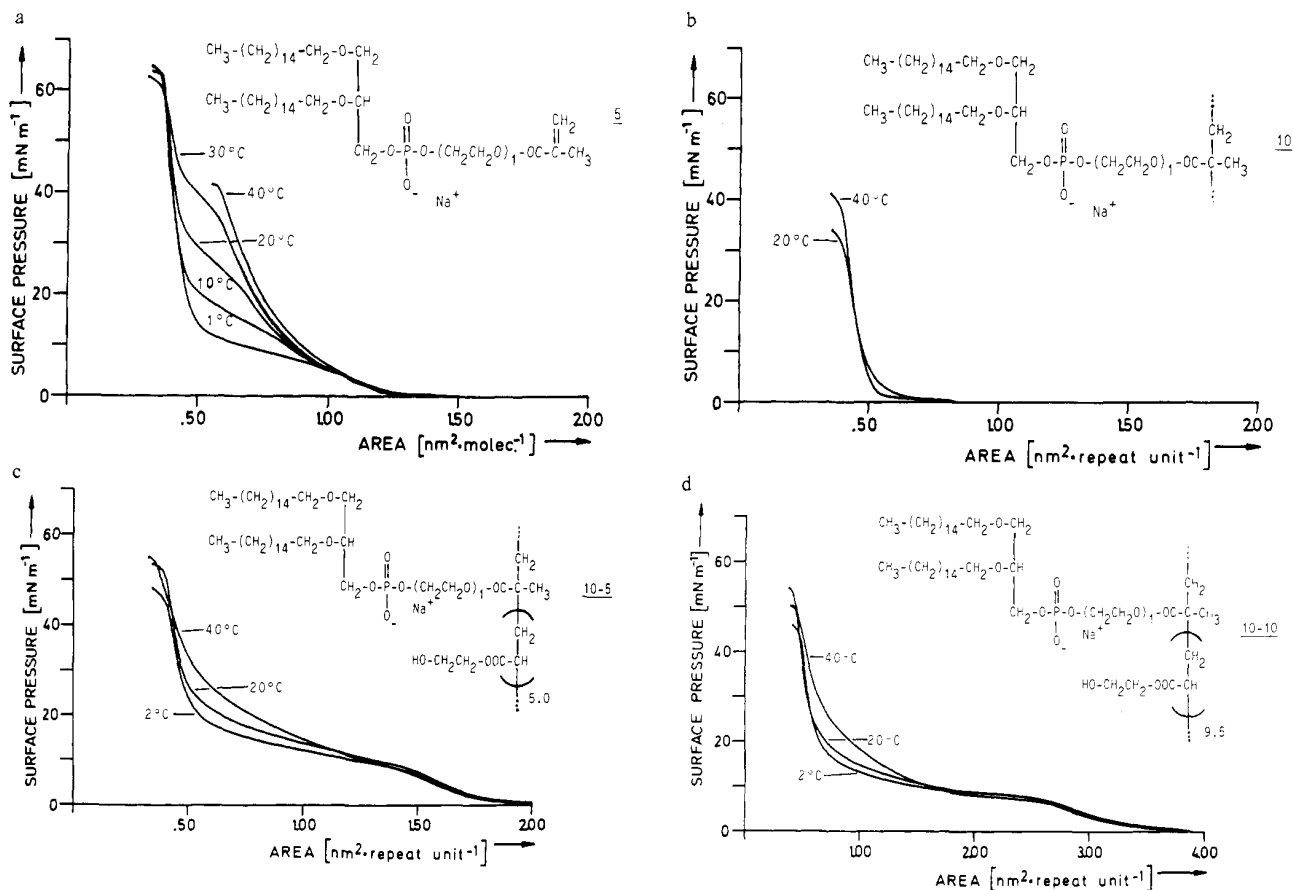 a
SURFACE PRESSURE [mN m⁻¹]
60
40
20
0
.50
1.00
1.50
2.00
AREA [nm²·molec.⁻¹]
30°C
40°C
20°C
10°C
1°C
CH₃-(CH₂)₁₄-CH₂-O-CH₂
CH₃-(CH₂)₁₄-CH₂-O-CH
CH₂-O-P-O-(CH₂CH₂O)₁-OC-C-CH₃
O
O⁻
Na⁺
CH₂
5
b
SURFACE PRESSURE [mN m⁻¹]
60
40
20
0
.50
1.00
1.50
2.00
AREA [nm²·repeat unit⁻¹]
40°C
20°C
CH₃-(CH₂)₁₄-CH₂-O-CH₂
CH₃-(CH₂)₁₄-CH₂-O-CH
CH₂-O-P-O-(CH₂CH₂O)₁-OC-C-CH₃
O
O⁻
Na⁺
CH₂
10
c
SURFACE PRESSURE [mN m⁻¹]
60
40
20
0
.50
1.00
1.50
2.00
AREA [nm²·repeat unit⁻¹]
40°C
20°C
2°C
CH₃-(CH₂)₁₄-CH₂-O-CH₂
CH₃-(CH₂)₁₄-CH₂-O-CH
CH₂-O-P-O-(CH₂CH₂O)₁-OC-C-CH₃
O
O⁻
Na⁺
CH₂
CH₂
HO-CH₂-CH₂-OOC-CH
5.0
10-5
d
SURFACE PRESSURE [mN m⁻¹]
60
40
20
0
1.00
2.00
3.00
4.00
AREA [nm²·repeat unit⁻¹]
40°C
20°C
2°C
CH₃-(CH₂)₁₄-CH₂-O-CH₂
CH₃-(CH₂)₁₄-CH₂-O-CH
CH₂-O-P-O-(CH₂CH₂O)₁-OC-C-CH₃
O
O⁻
Na⁺
CH₂
CH₂
HO-CH₂-CH₂-OOC-CH
9.5
10-10